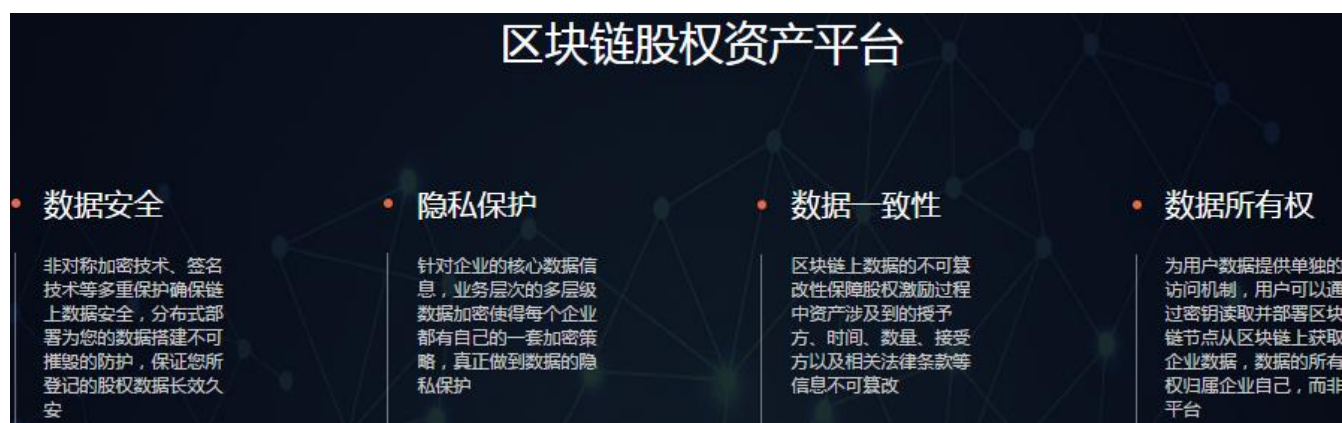 区块链股权资产平台
数据安全
非对称加密技术、签名
技术等多重保护确保链
上数据安全，分布式部
署为您的数据搭建不可
摧毁的防护，保证您所
登记的股权数据长效久
安
隐私保护
针对企业的核心数据信
息，业务层次的多层级
数据加密使得每个企业
都有自己的一套加密策
略，真正做到数据的隐
私保护
数据一致性
区块链上数据的不可篡
改性保障股权激励过程
中资产涉及到的授予
方、时间、数量、接受
方以及相关法律条款等
信息不可篡改
数据所有权
为用户数据提供单独的
访问机制，用户可以通
过密钥读取并部署区块
链节点从区块链上获取
企业数据，数据的所有
权归属企业自己，而非
平台